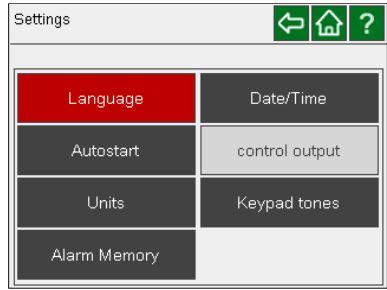 Settings
?
Language
Date/Time
Autostart
control output
Units
Keypad tones
Alarm Memory